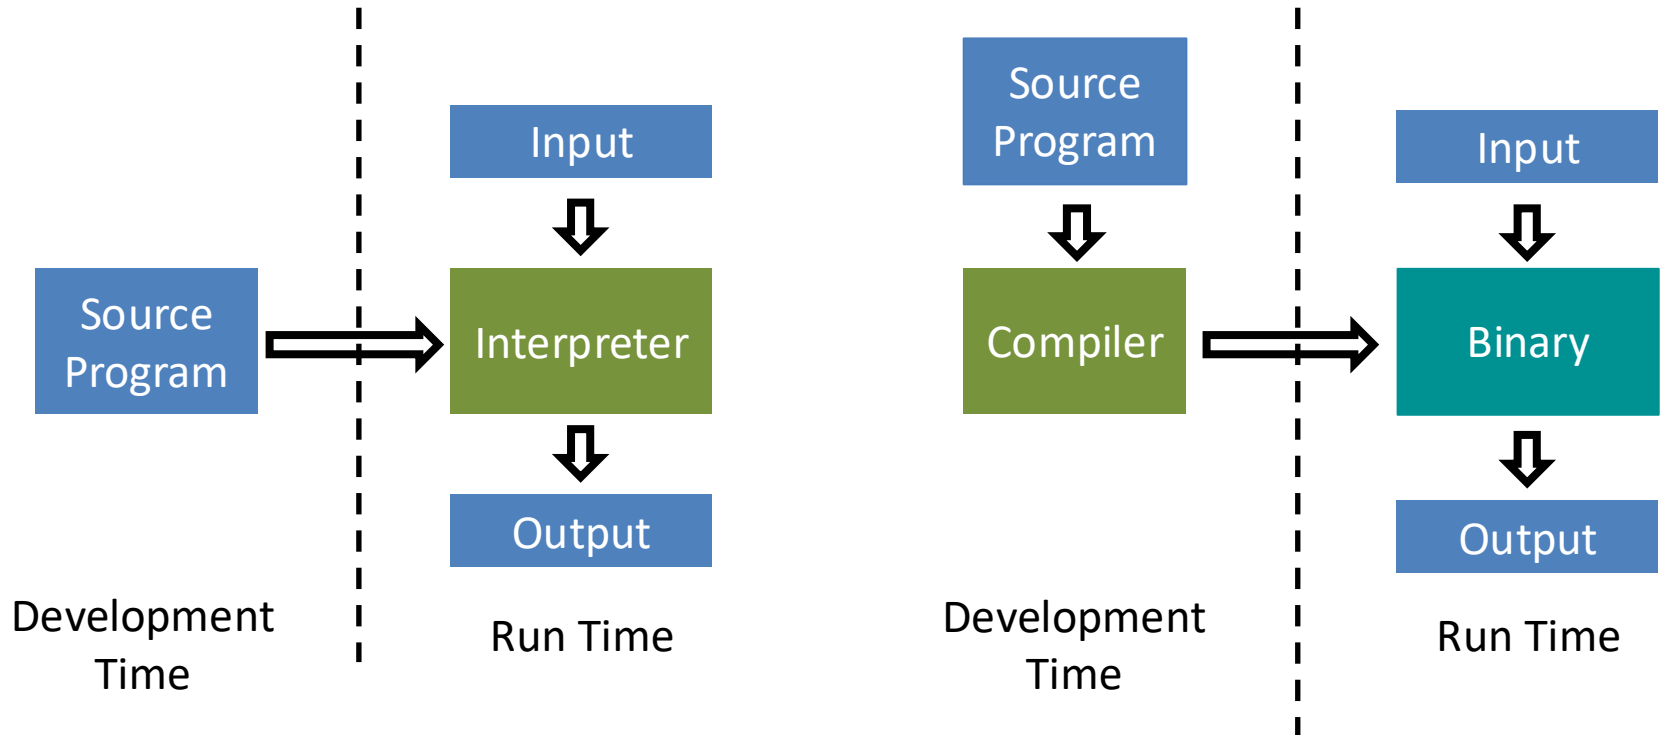 Input
Source
Program
Interpreter
Output
Development
Time
Run Time
Source
Program
Input
Compiler
Binary
Output
Development
Time
Run Time